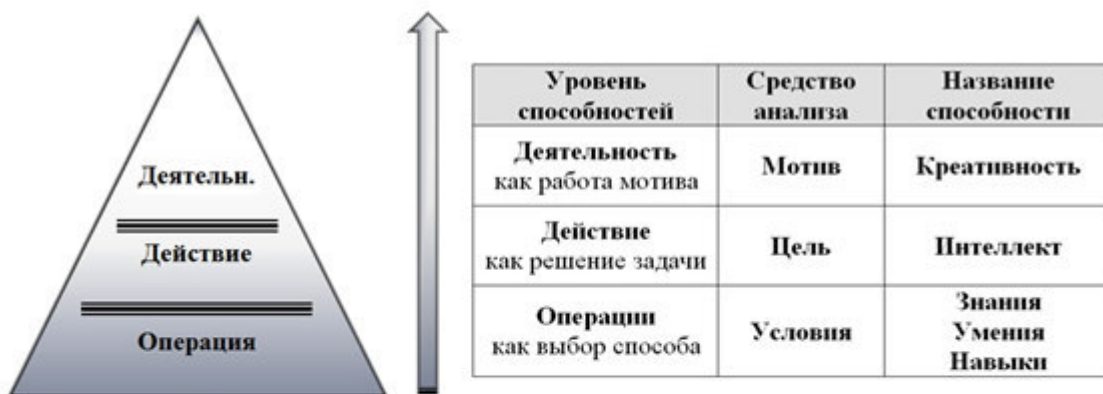 Деятельн.
Действие
Операция
Уровень способностей Средство анализа Название способности
Деятельность
как работа мотива
Мотив
Креативность
Действие
как решение задачи
Цель
Интеллект
Операции
как выбор способа
Условия
Знания
Умения
Навыки